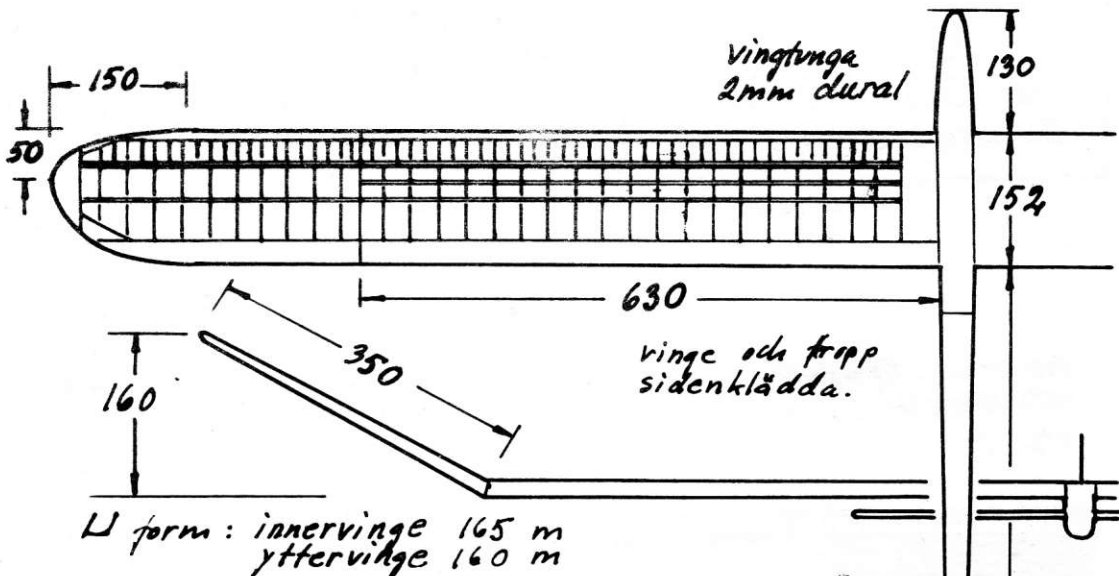 150
vingtunga
2mm dural
130
50
152
630
350
vinge och kropp
sidenklädda.
160
⊔ form: innervinge 165 m
yttervinge 160 m